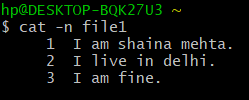 hp@DESKTOP-BQK27U3 ~
$ cat -n file1
     1  I am shaina mehta.
     2  I live in delhi.
     3  I am fine.